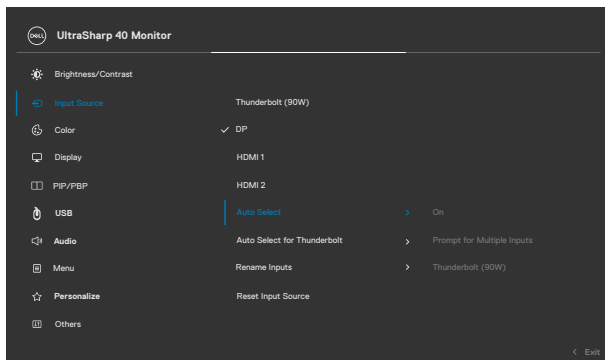 DELL UltraSharp 40 Monitor
Brightness/Contrast
Input Source Thunderbolt (90W)
Color DP
Display HDMI 1
PIP/PBP HDMI 2
USB Auto Select > On
Audio Auto Select for Thunderbolt > Prompt for Multiple Inputs
Menu Rename Inputs > Thunderbolt (90W)
Personalize Reset Input Source
Others
< Exit